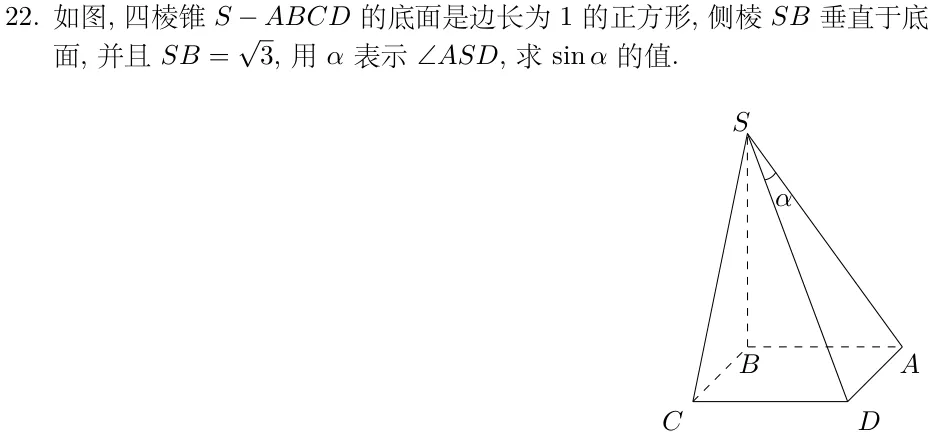 22. 如图, 四棱锥 S − ABCD 的底面是边长为 1 的正方形, 侧棱 SB 垂直于底
面, 并且 SB = √3, 用 α 表示 ∠ASD, 求 sin α 的值.
S
α
B
A
C
D